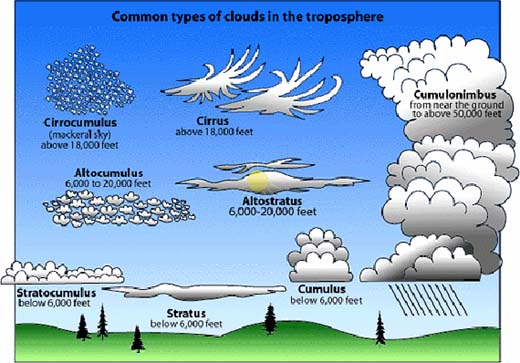 Common types of clouds in the troposphere
Cirrocumulus
(mackeral sky)
above 18,000 feet
Cirrus
above 18,000 feet
Cumulonimbus
from near the ground
to above 50,000 feet
Altocumulus
6,000 to 20,000 feet
Altostratus
6,000-20,000 feet
Stratocumulus
below 6,000 feet
Stratus
below 6,000 feet
Cumulus
below 6,000 feet